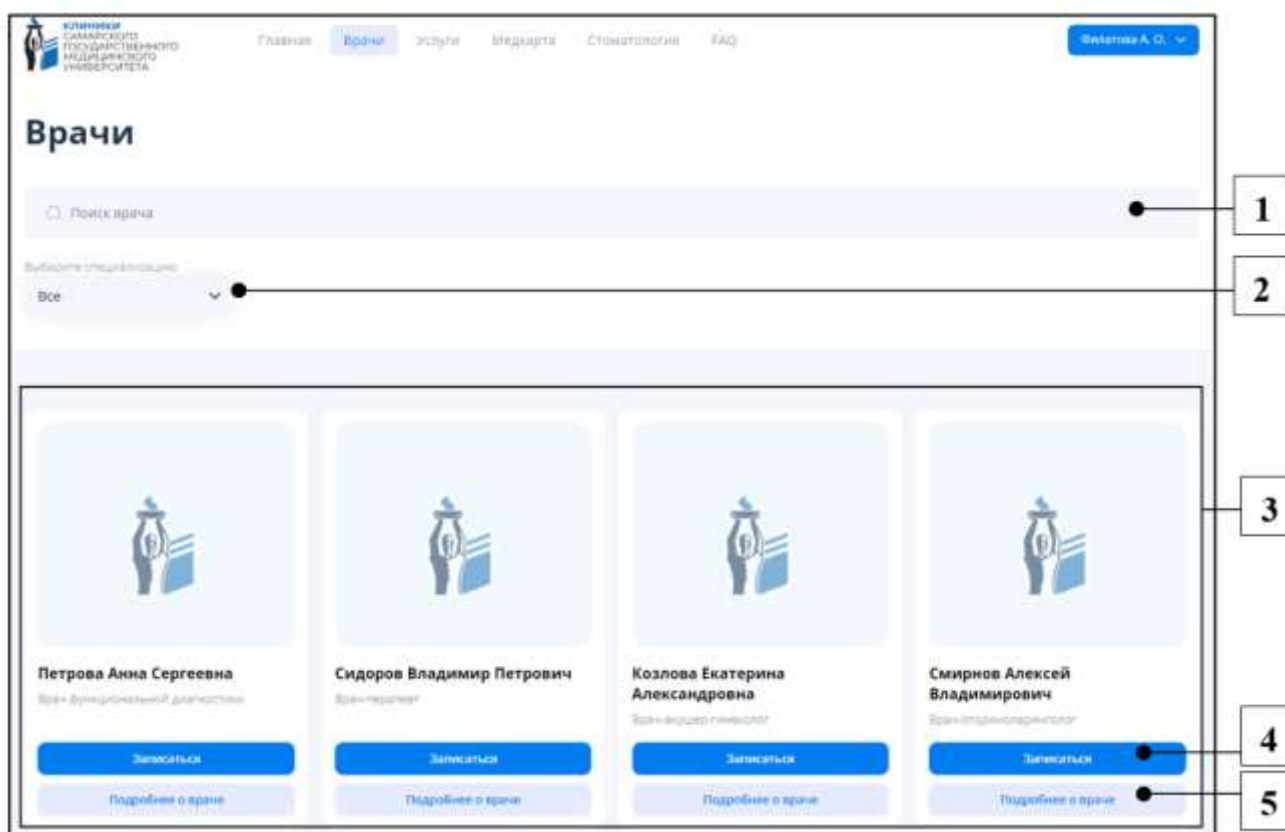 КЛИНИКИ
САМАРСКОГО
ГОСУДАРСТВЕННОГО
МЕДИЦИНСКОГО
УНИВЕРСИТЕТА
Главная Врачи Услуги Медкарта Стоматология FAQ
Филатова А. О.
Врачи
Поиск врача
1
Выберите специализацию
Все
2
3
Петрова Анна Сергеевна
Врач функциональной диагностики
Записаться
Подробнее о враче
Сидоров Владимир Петрович
Врач-терапевт
Записаться
Подробнее о враче
Козлова Екатерина
Александровна
Врач-акушер-гинеколог
Записаться
Подробнее о враче
Смирнов Алексей
Владимирович
Врач-оториноларинголог
Записаться
Подробнее о враче
4
5